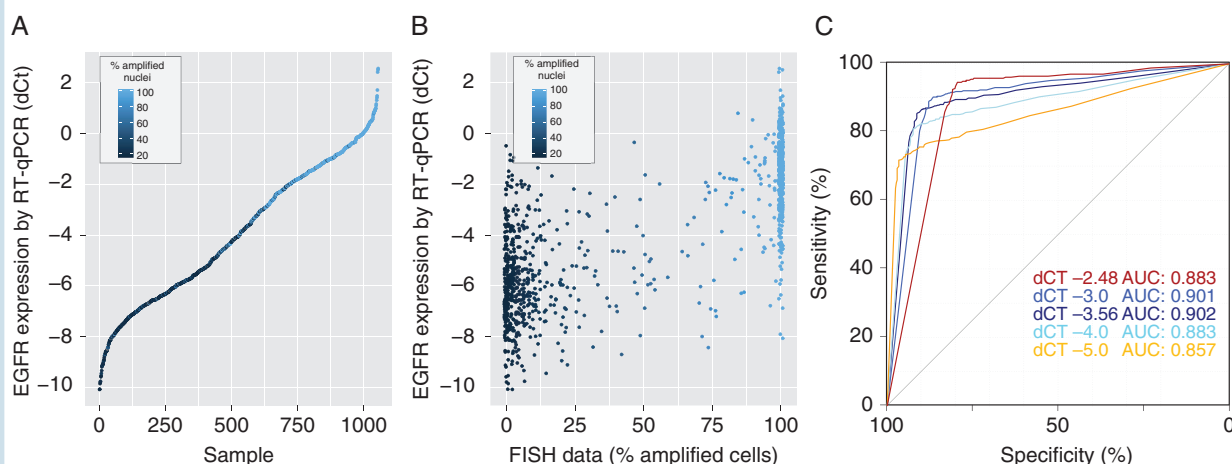 A
EGFR expression by RT-qPCR (dCt)
2
0
−2
−4
−6
−8
−10
% amplified
nuclei
100
80
60
40
20
0
250
500
750
1000
Sample
B
EGFR expression by RT-qPCR (dCt)
2
0
−2
−4
−6
−8
−10
% amplified
nuclei
100
80
60
40
20
0
25
50
75
100
FISH data (% amplified cells)
C
Sensitivity (%)
100
80
60
40
20
0
dCT −2.48 AUC: 0.883
dCT −3.0 AUC: 0.901
dCT −3.56 AUC: 0.902
dCT −4.0 AUC: 0.883
dCT −5.0 AUC: 0.857
100
50
0
Specificity (%)